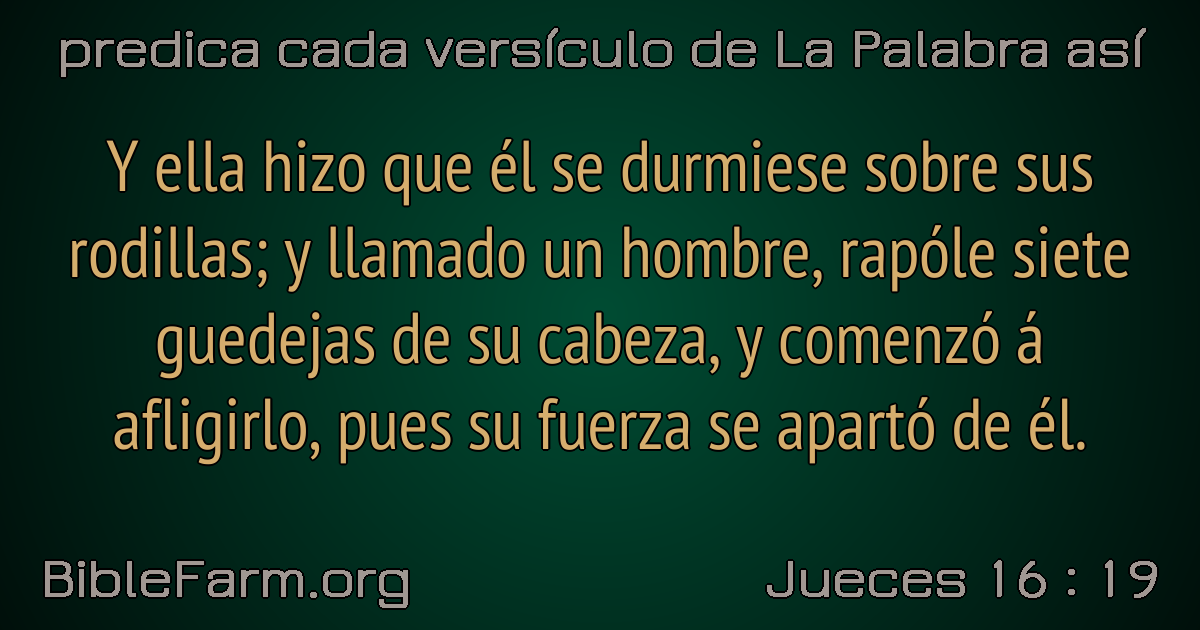 predica cada versículo de La Palabra así
Y ella hizo que él se durmiese sobre sus
rodillas; y llamado un hombre, rapóle siete
guedejas de su cabeza, y comenzó á
afligirlo, pues su fuerza se apartó de él.
BibleFarm.org
Jueces 16 : 19